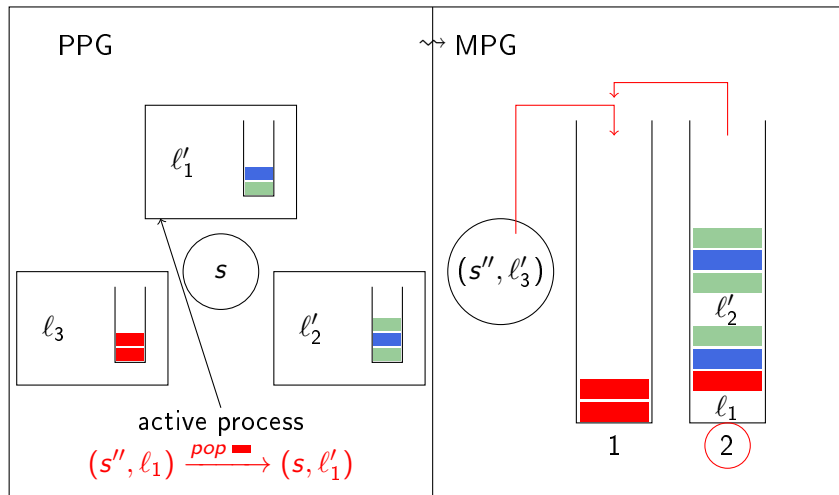 PPG
⇝ MPG
ℓ′₁
s
ℓ₃
ℓ′₂
active process
(s″, ℓ₁) pop → (s, ℓ′₁)
(s″, ℓ′₃)
ℓ′₂
ℓ₁
1
2